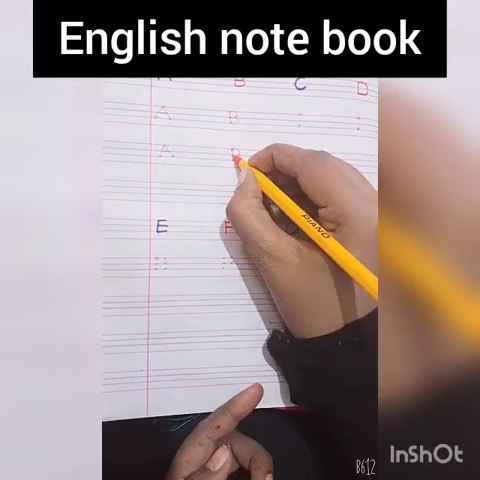 English note book
A B C D
A B
A B
PIANO
E F G
B612
InShOt